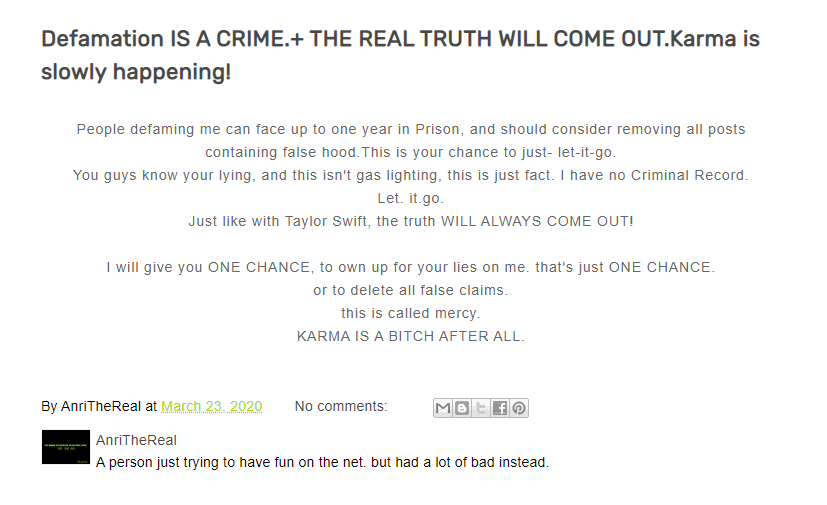 Defamation IS A CRIME.+ THE REAL TRUTH WILL COME OUT.Karma is
slowly happening!
People defaming me can face up to one year in Prison, and should consider removing all posts
containing false hood.This is your chance to just- let-it-go.
You guys know your lying, and this isn't gas lighting, this is just fact. I have no Criminal Record.
Let. it.go.
Just like with Taylor Swift, the truth WILL ALWAYS COME OUT!
I will give you ONE CHANCE, to own up for your lies on me. that's just ONE CHANCE.
or to delete all false claims.
this is called mercy.
KARMA IS A BITCH AFTER ALL.
By AnriTheReal at March 23, 2020 No comments:
AnriTheReal
A person just trying to have fun on the net. but had a lot of bad instead.